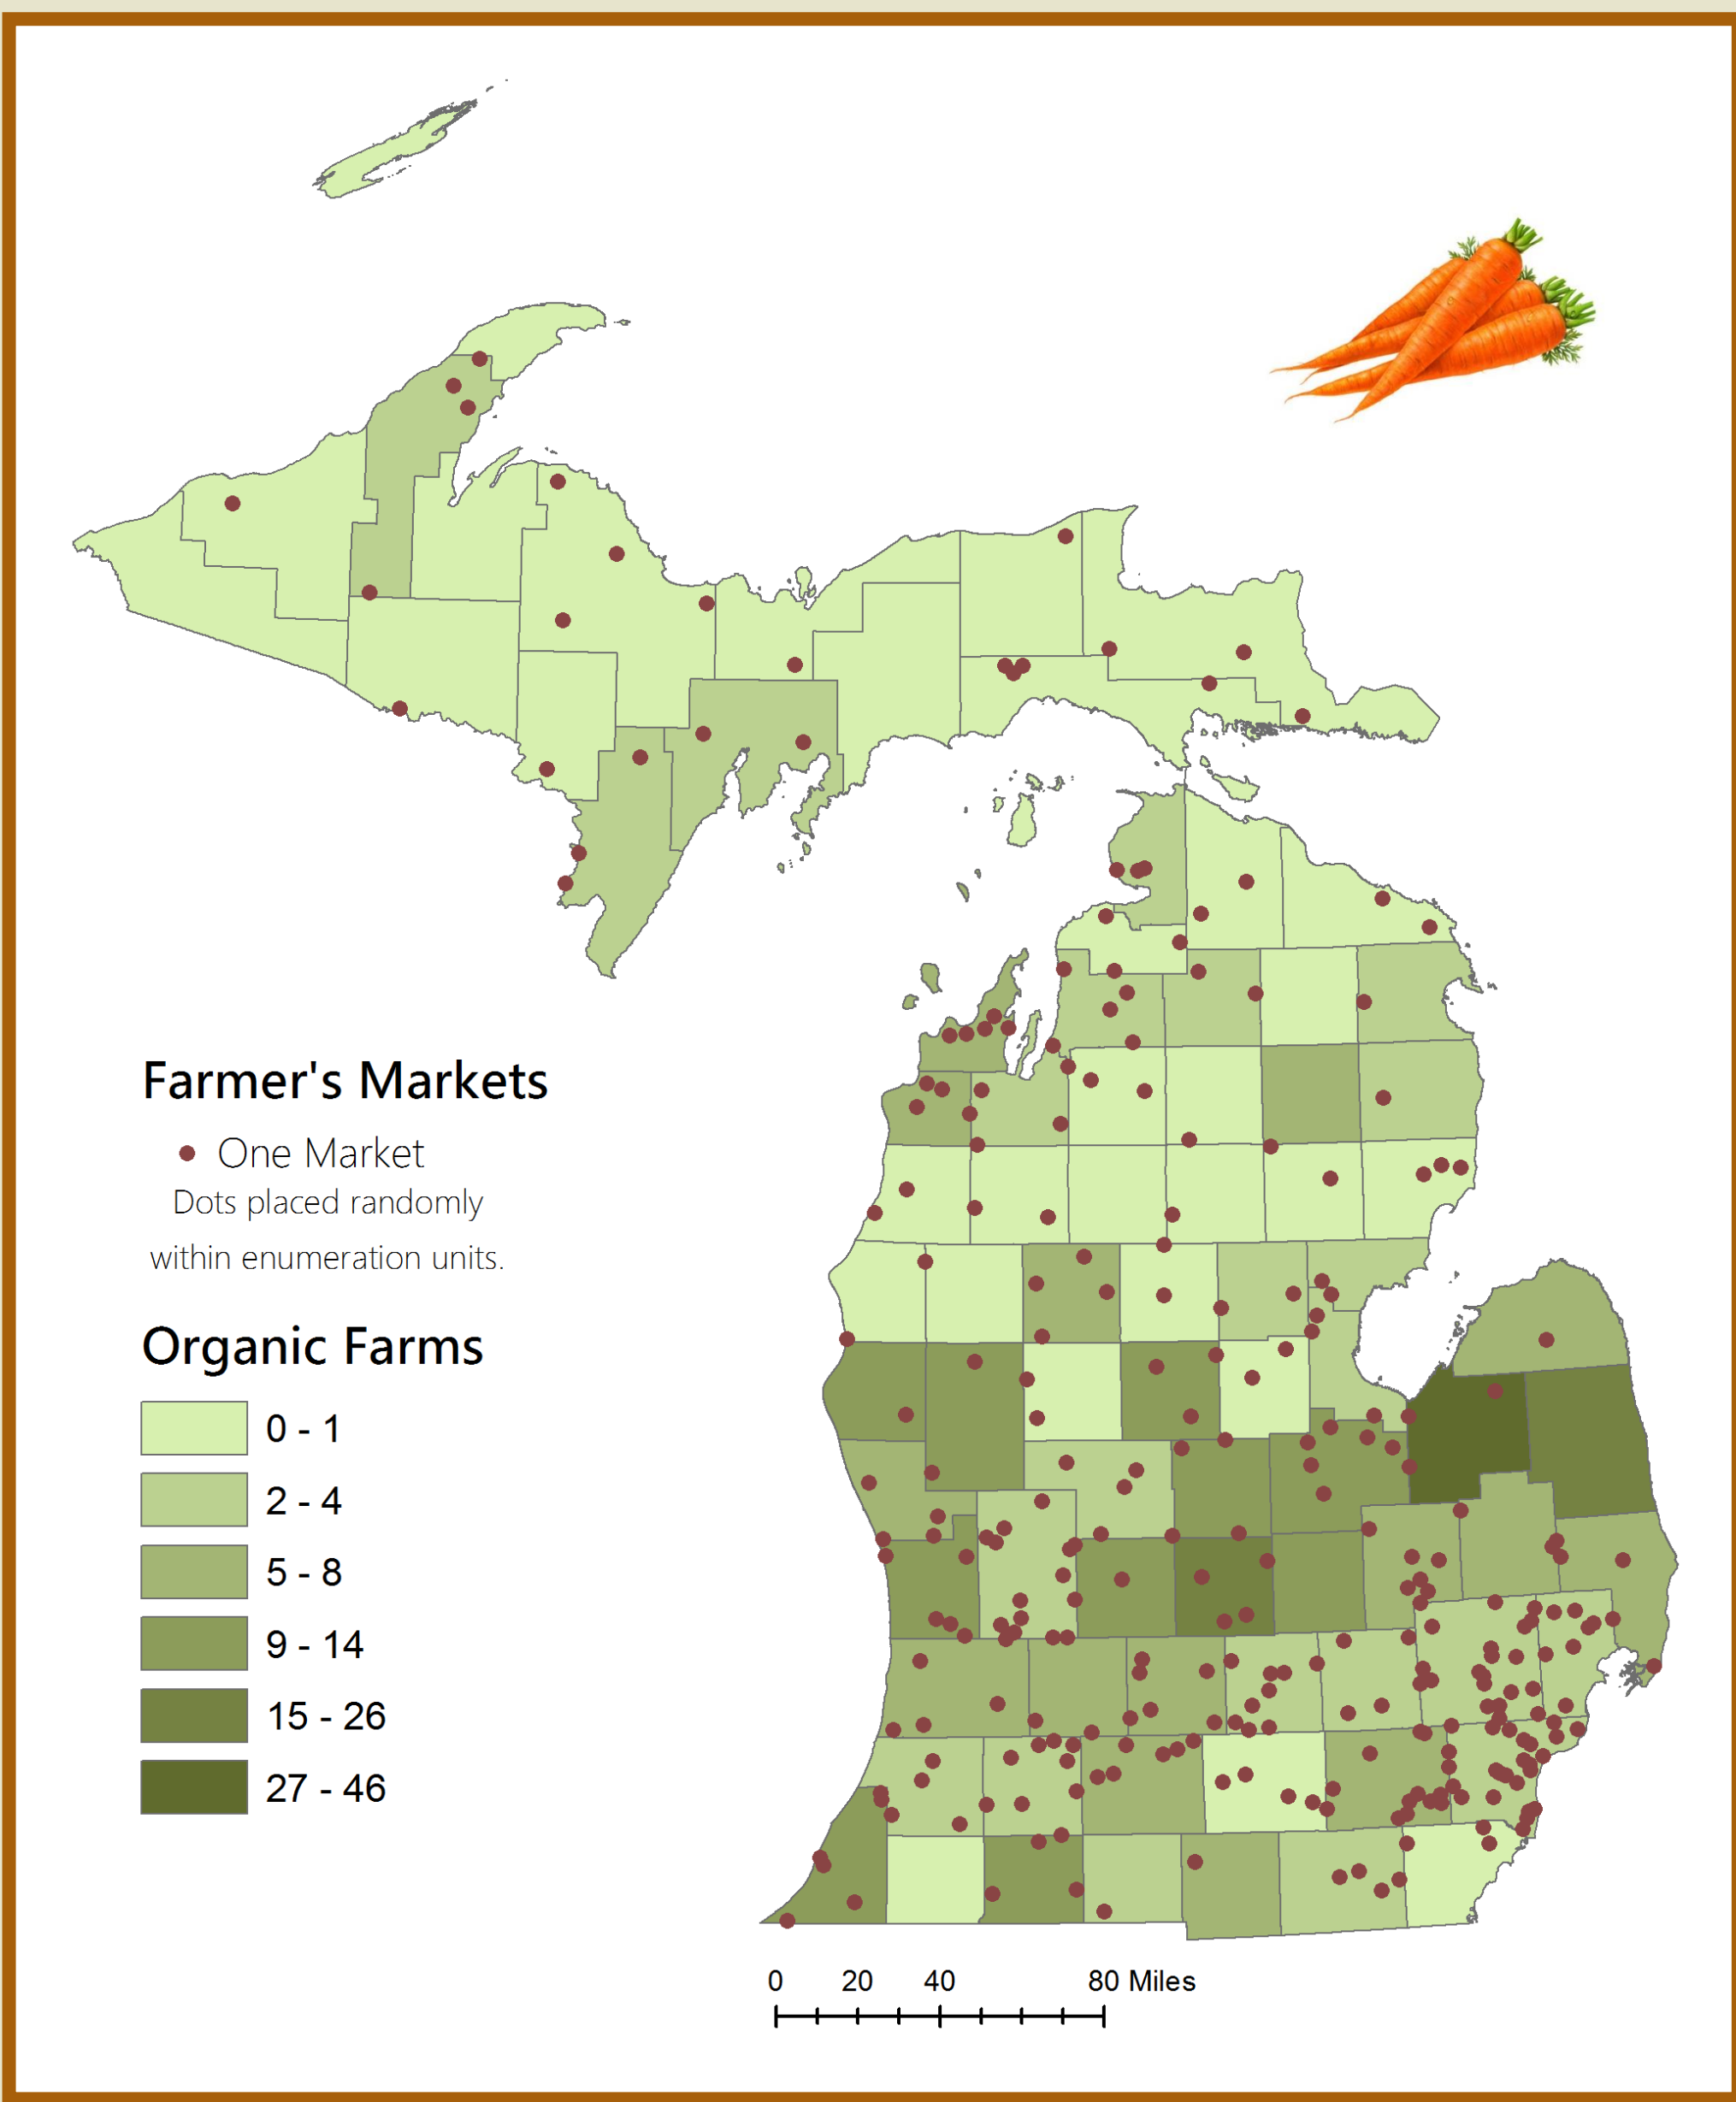 Farmer's Markets
One Market
Dots placed randomly
within enumeration units.
Organic Farms
0 - 1
2 - 4
5 - 8
9 - 14
15 - 26
27 - 46
0 20 40 80 Miles